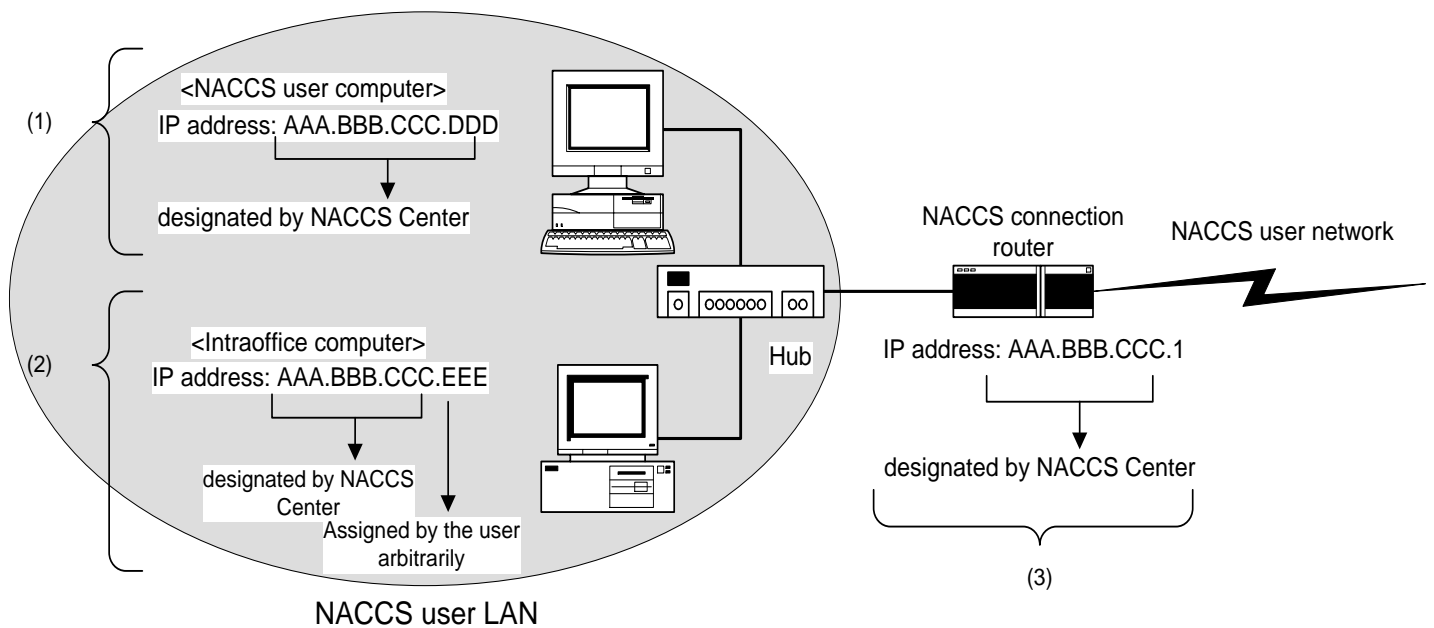 (1)
<NACCS user computer>
IP address: AAA.BBB.CCC.DDD
designated by NACCS Center
(2)
<Intraoffice computer>
IP address: AAA.BBB.CCC.EEE
designated by NACCS
Center
Assigned by the user
arbitrarily
Hub
NACCS user LAN
NACCS connection
router
NACCS user network
IP address: AAA.BBB.CCC.1
designated by NACCS Center
(3)